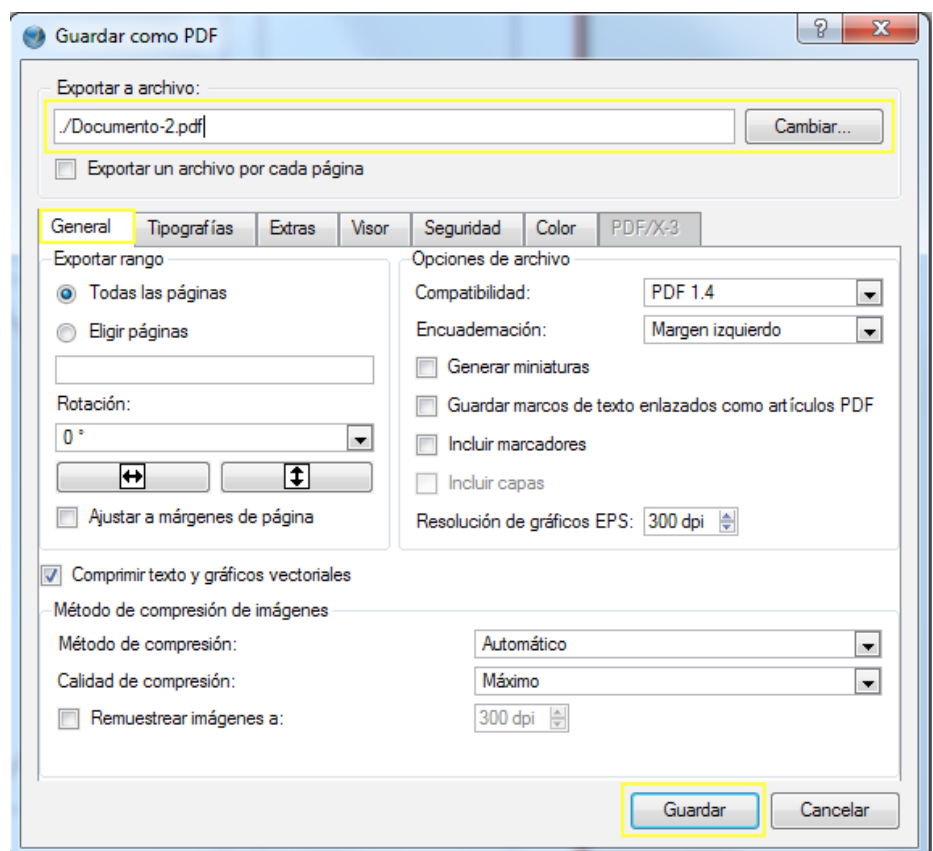 Guardar como PDF
Exportar a archivo:
./Documento-2.pdf
Cambiar...
Exportar un archivo por cada página
General Tipografías Extras Visor Seguridad Color PDF/X-3
Exportar rango
Todas las páginas
Eligir páginas
Rotación:
0 °
Ajustar a márgenes de página
Opciones de archivo
Compatibilidad: PDF 1.4
Encuadernación: Margen izquierdo
Generar miniaturas
Guardar marcos de texto enlazados como artículos PDF
Incluir marcadores
Incluir capas
Resolución de gráficos EPS: 300 dpi
Comprimir texto y gráficos vectoriales
Método de compresión de imágenes
Método de compresión: Automático
Calidad de compresión: Máximo
Remuestrear imágenes a: 300 dpi
Guardar Cancelar